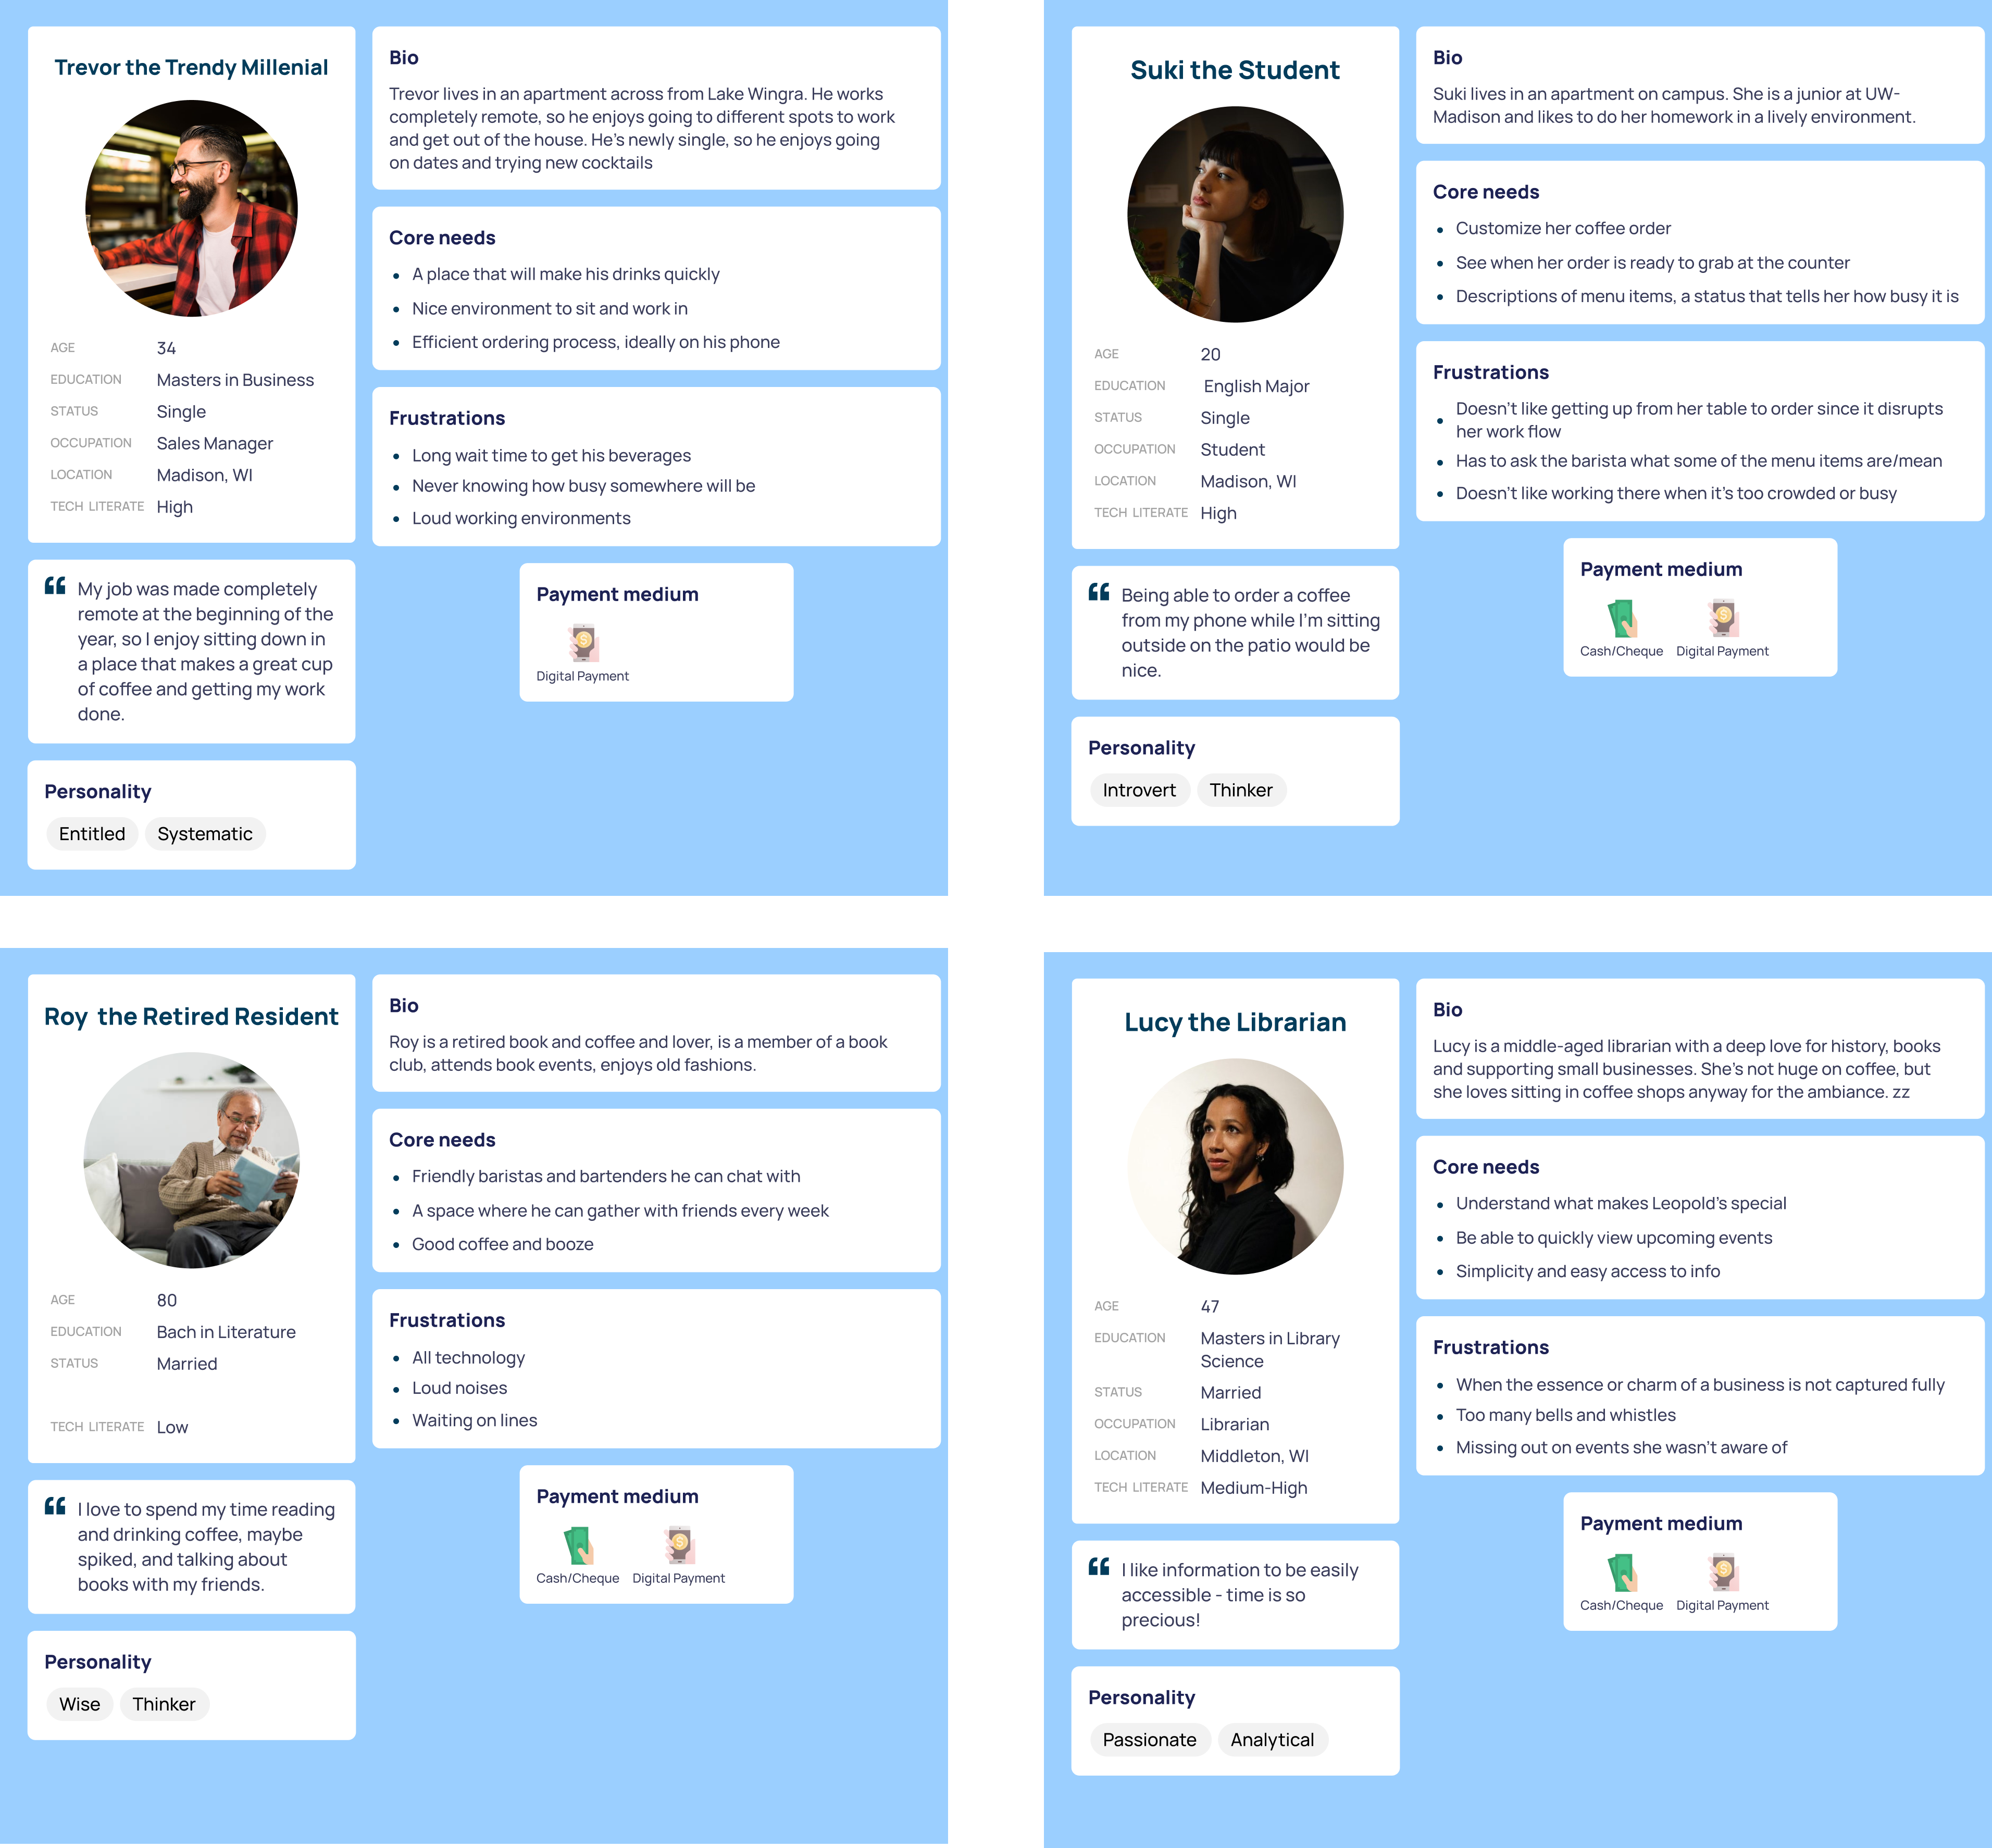 Trevor the Trendy Millenial
AGE 34
EDUCATION Masters in Business
STATUS Single
OCCUPATION Sales Manager
LOCATION Madison, WI
TECH LITERATE High
My job was made completely
remote at the beginning of the
year, so I enjoy sitting down in
a place that makes a great cup
of coffee and getting my work
done.
Personality
Entitled Systematic
Bio
Trevor lives in an apartment across from Lake Wingra. He works
completely remote, so he enjoys going to different spots to work
and get out of the house. He's newly single, so he enjoys going
on dates and trying new cocktails
Core needs
• A place that will make his drinks quickly
• Nice environment to sit and work in
• Efficient ordering process, ideally on his phone
Frustrations
• Long wait time to get his beverages
• Never knowing how busy somewhere will be
• Loud working environments
Payment medium
Digital Payment
Suki the Student
AGE 20
EDUCATION English Major
STATUS Single
OCCUPATION Student
LOCATION Madison, WI
TECH LITERATE High
Being able to order a coffee
from my phone while I'm sitting
outside on the patio would be
nice.
Personality
Introvert Thinker
Bio
Suki lives in an apartment on campus. She is a junior at UW-
Madison and likes to do her homework in a lively environment.
Core needs
• Customize her coffee order
• See when her order is ready to grab at the counter
• Descriptions of menu items, a status that tells her how busy it is
Frustrations
• Doesn't like getting up from her table to order since it disrupts
her work flow
• Has to ask the barista what some of the menu items are/mean
• Doesn't like working there when it's too crowded or busy
Payment medium
Cash/Cheque Digital Payment
Roy the Retired Resident
AGE 80
EDUCATION Bach in Literature
STATUS Married
TECH LITERATE Low
I love to spend my time reading
and drinking coffee, maybe
spiked, and talking about
books with my friends.
Personality
Wise Thinker
Bio
Roy is a retired book and coffee and lover, is a member of a book
club, attends book events, enjoys old fashions.
Core needs
• Friendly baristas and bartenders he can chat with
• A space where he can gather with friends every week
• Good coffee and booze
Frustrations
• All technology
• Loud noises
• Waiting on lines
Payment medium
Cash/Cheque Digital Payment
Lucy the Librarian
AGE 47
EDUCATION Masters in Library
Science
STATUS Married
OCCUPATION Librarian
LOCATION Middleton, WI
TECH LITERATE Medium-High
I like information to be easily
accessible - time is so
precious!
Personality
Passionate Analytical
Bio
Lucy is a middle-aged librarian with a deep love for history, books
and supporting small businesses. She's not huge on coffee, but
she loves sitting in coffee shops anyway for the ambiance. zz
Core needs
• Understand what makes Leopold's special
• Be able to quickly view upcoming events
• Simplicity and easy access to info
Frustrations
• When the essence or charm of a business is not captured fully
• Too many bells and whistles
• Missing out on events she wasn't aware of
Payment medium
Cash/Cheque Digital Payment